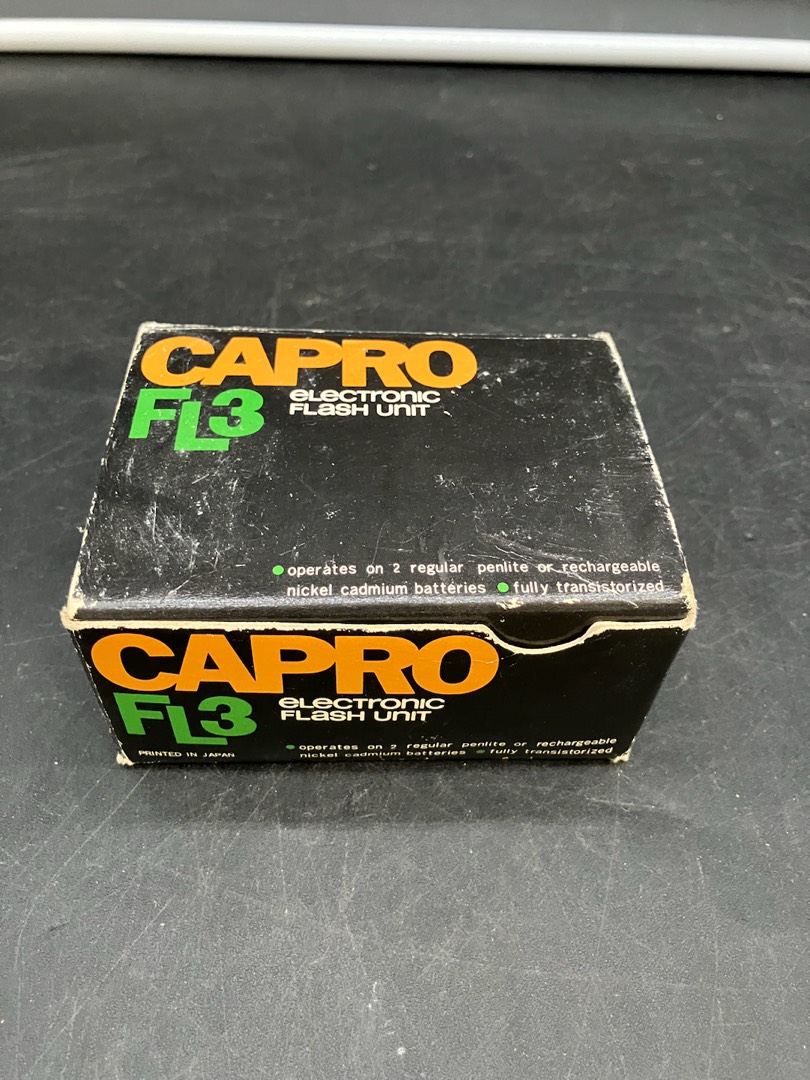 CAPRO
FL3 eLecTronic
FLasH uniT
●operates on 2 regular penlite or rechargeable
nickel cadmium batteries ●fully transistorized
CAPRO
FL3 eLecTronic
FLasH uniT
PRINTED IN JAPAN
●operates on 2 regular penlite or rechargeable
nickel cadmium batteries ●fully transistorized